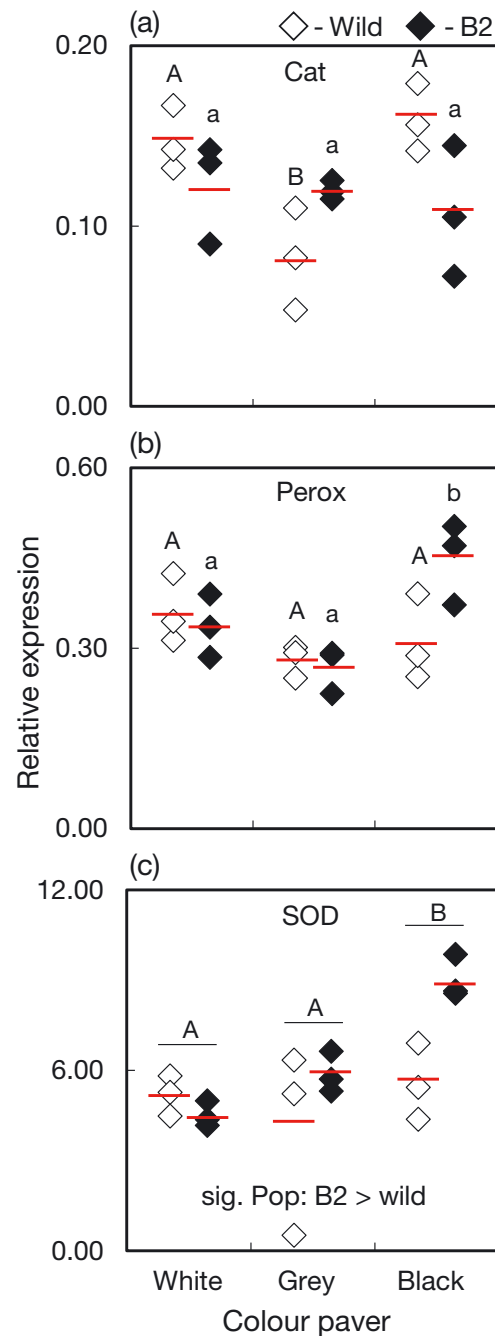 (a)
◇ - Wild ◆ - B2
0.20
Cat
A
a
B
a
A
a
0.10
0.00
(b)
0.60
Perox
A
a
A
a
A
b
0.30
0.00
Relative expression
(c)
12.00
SOD
A
A
B
6.00
sig. Pop: B2 > wild
0.00
White Grey Black
Colour paver